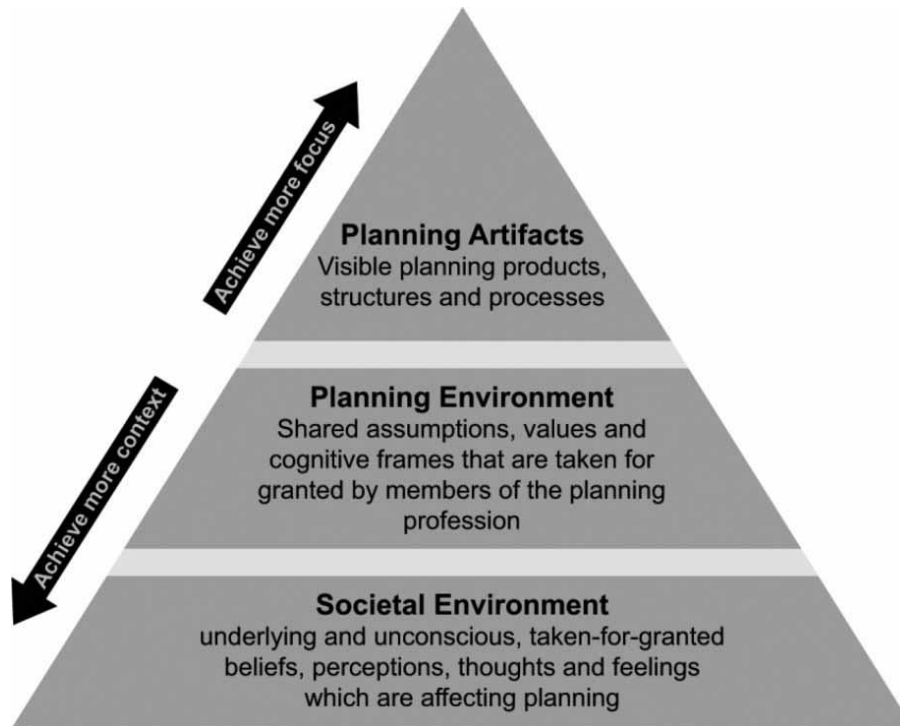 Achieve more focus
Planning Artifacts
Visible planning products,
structures and processes
Achieve more context
Planning Environment
Shared assumptions, values and
cognitive frames that are taken for
granted by members of the planning
profession
Societal Environment
underlying and unconscious, taken-for-granted
beliefs, perceptions, thoughts and feelings
which are affecting planning